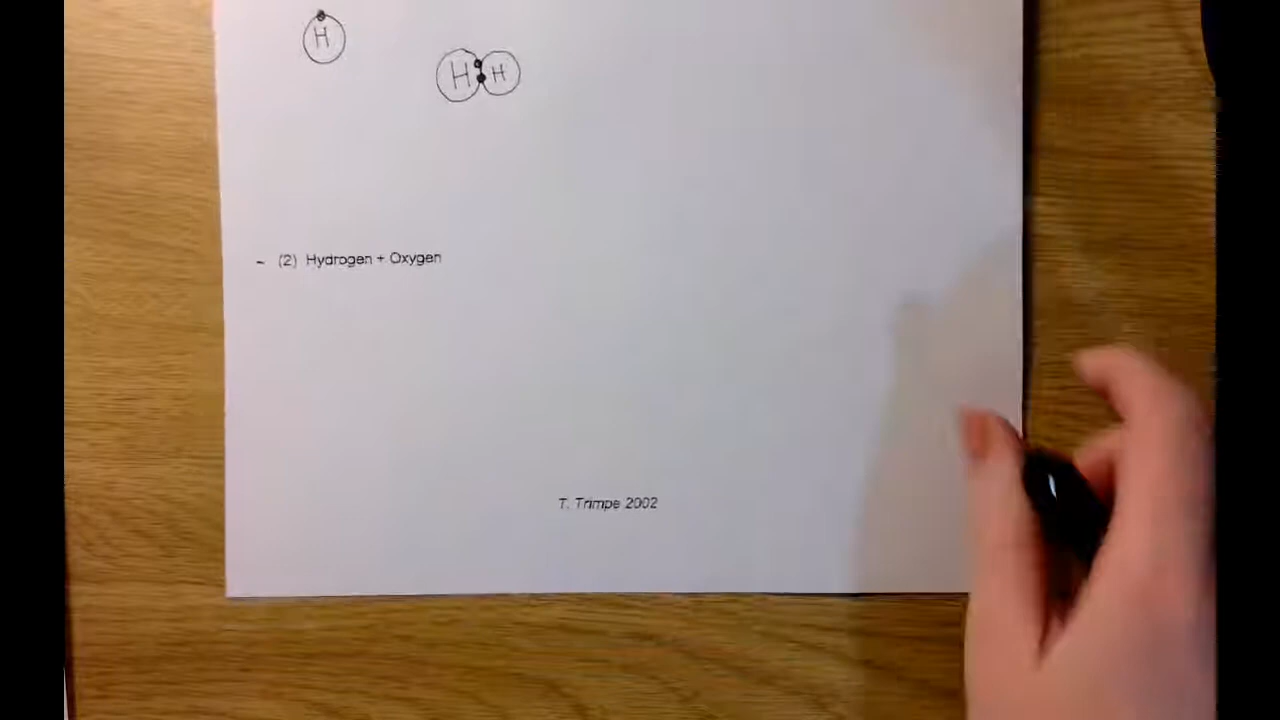 H
H H
- (2) Hydrogen + Oxygen
T. Trimpe 2002